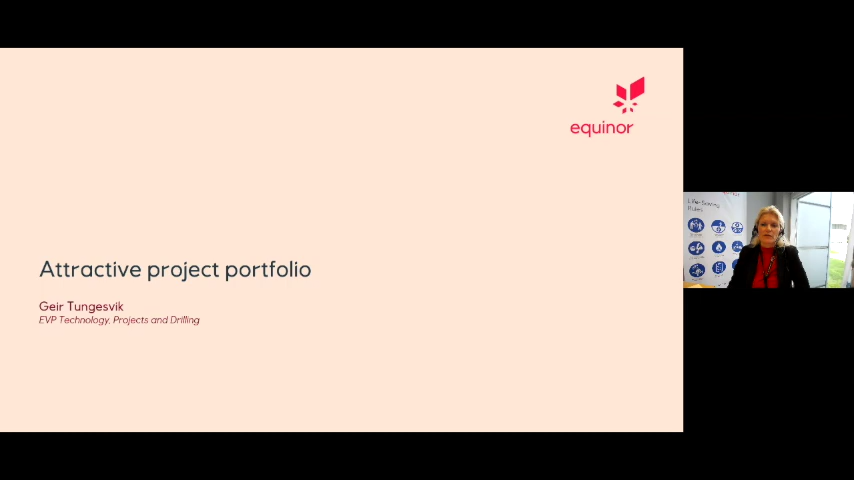 equinor
Attractive project portfolio
Geir Tungesvik
EVP Technology, Projects and Drilling
Life-Saving
Rules